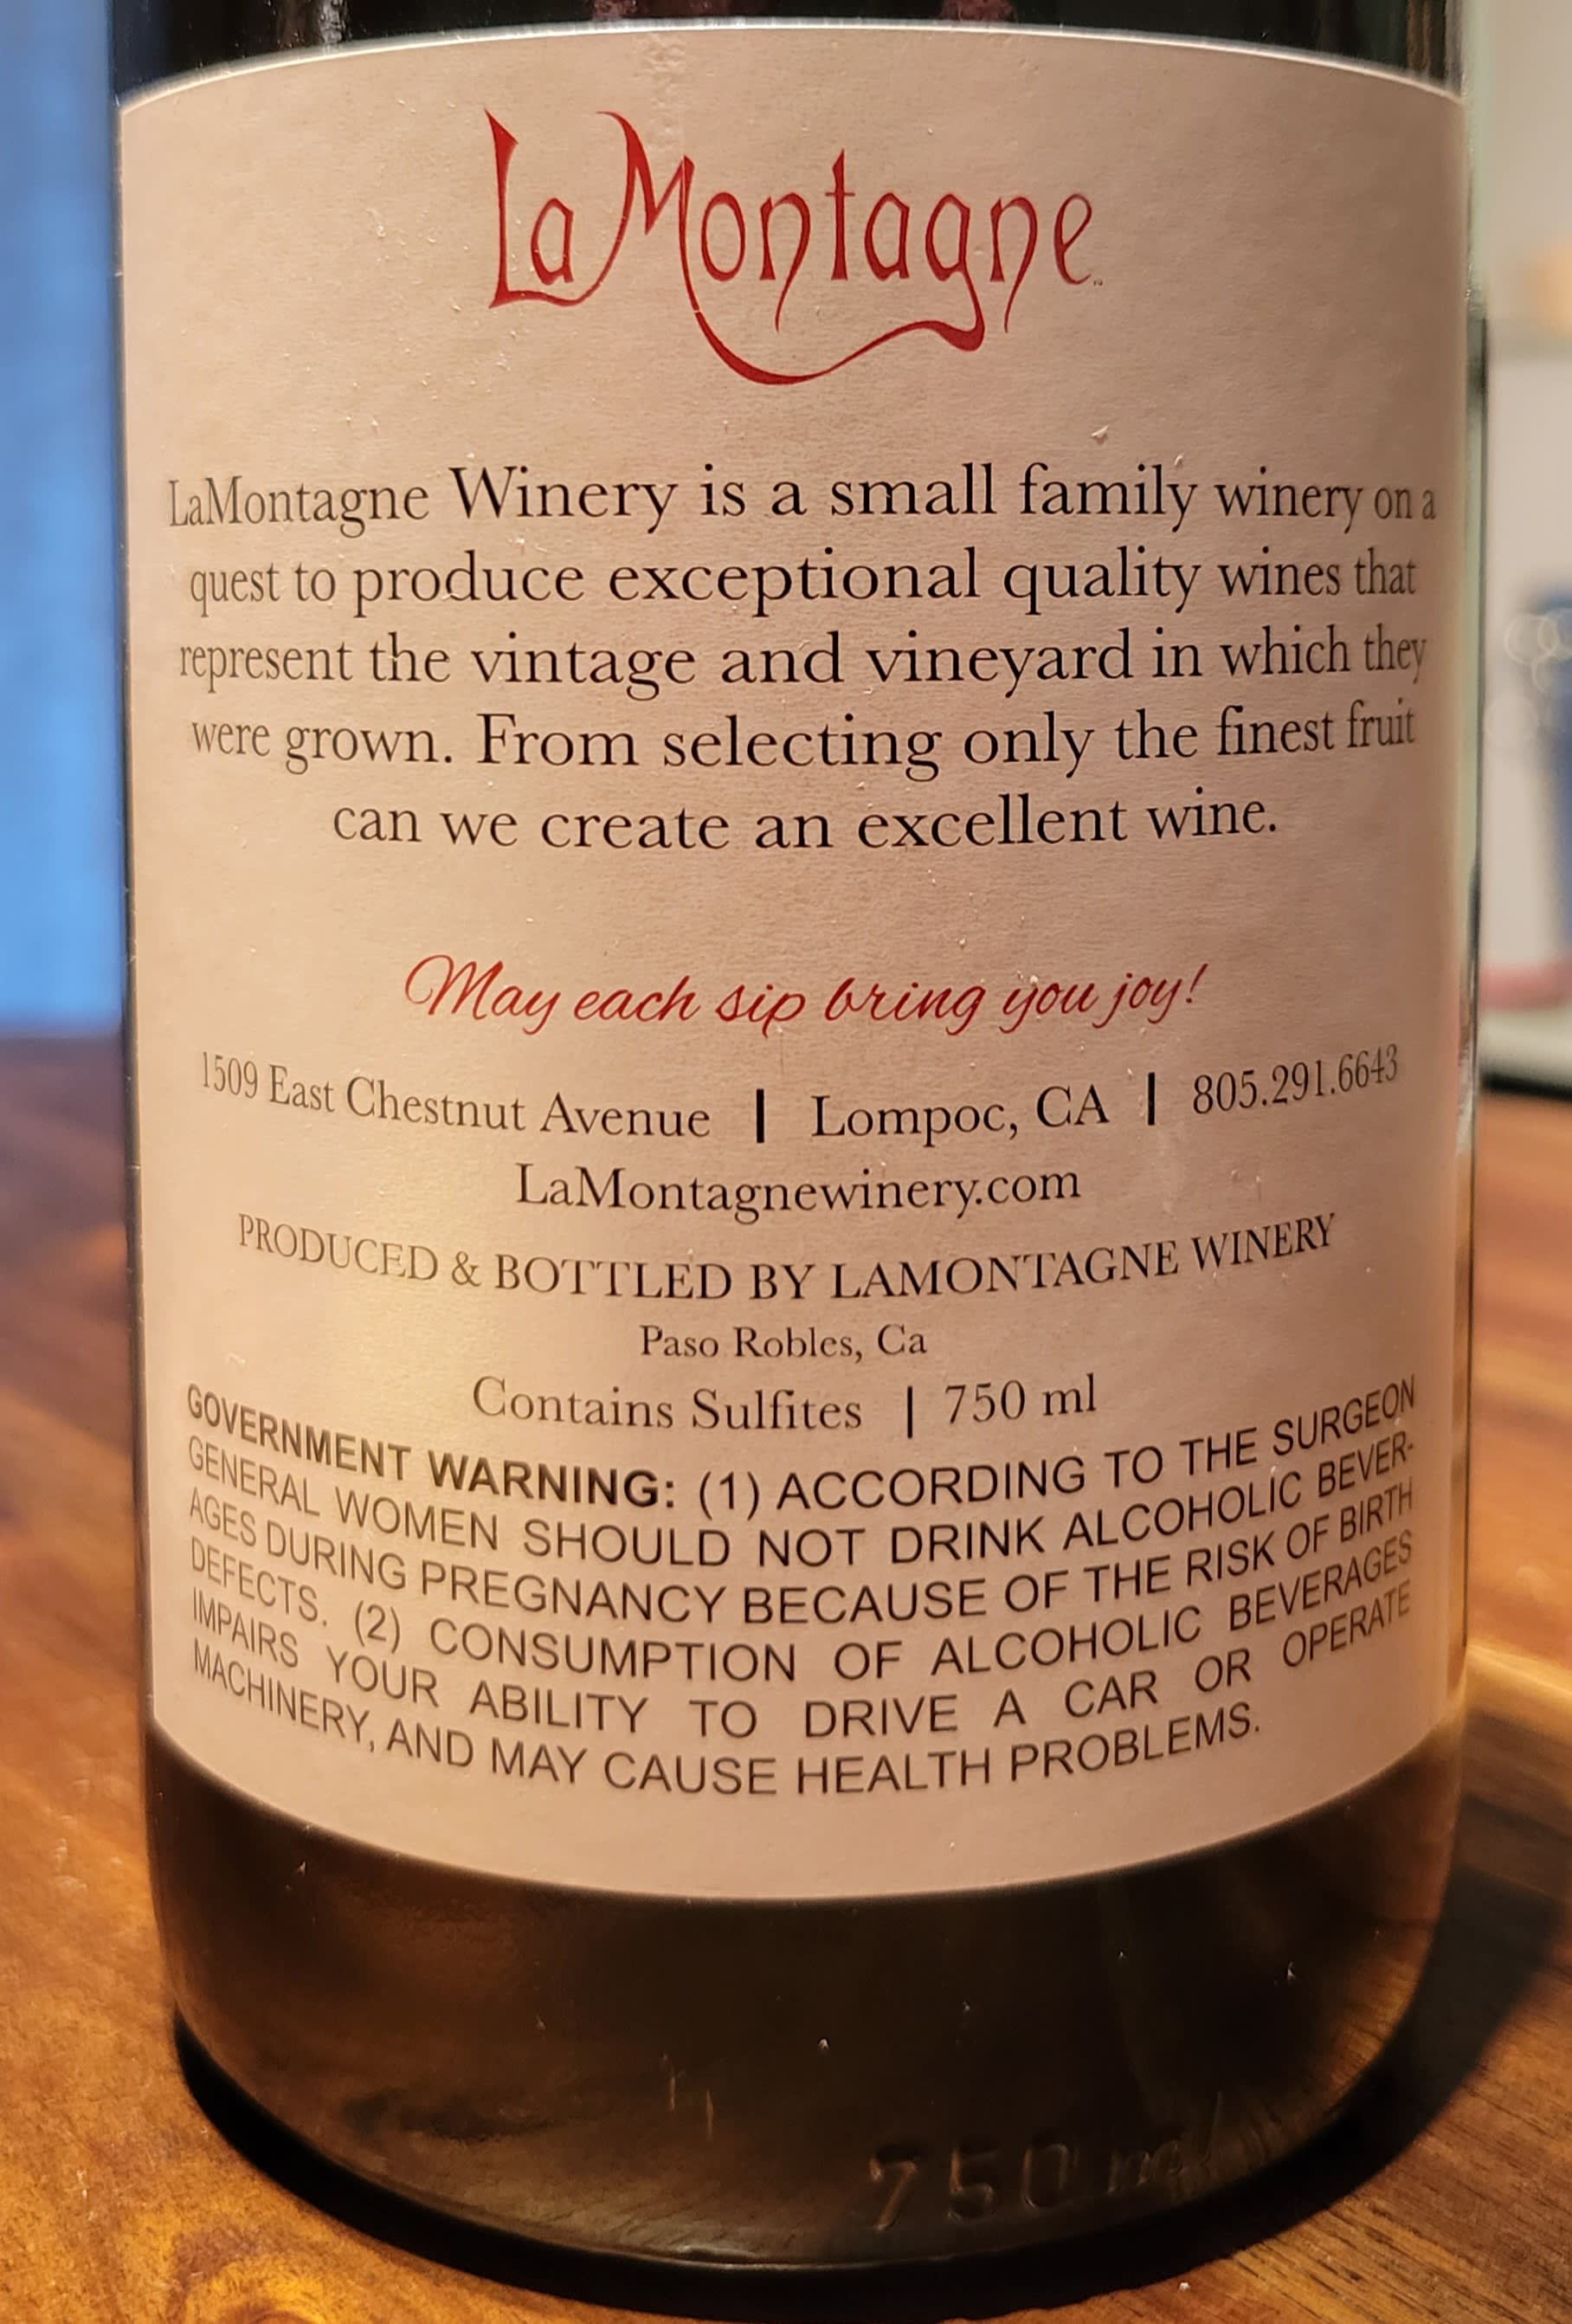 LaMontagne
LaMontagne Winery is a small family winery on a
quest to produce exceptional quality wines that
represent the vintage and vineyard in which they
were grown. From selecting only the finest fruit
can we create an excellent wine.
May each sip bring you joy!
1509 East Chestnut Avenue | Lompoc, CA | 805.291.6643
LaMontagnewinery.com
PRODUCED & BOTTLED BY LAMONTAGNE WINERY
Paso Robles, Ca
Contains Sulfites | 750 ml
GOVERNMENT WARNING: (1) ACCORDING TO THE SURGEON
GENERAL WOMEN SHOULD NOT DRINK ALCOHOLIC BEVER-
AGES DURING PREGNANCY BECAUSE OF THE RISK OF BIRTH
DEFECTS. (2) CONSUMPTION OF ALCOHOLIC BEVERAGES
IMPAIRS YOUR ABILITY TO DRIVE A CAR OR OPERATE
MACHINERY, AND MAY CAUSE HEALTH PROBLEMS.
750 ml